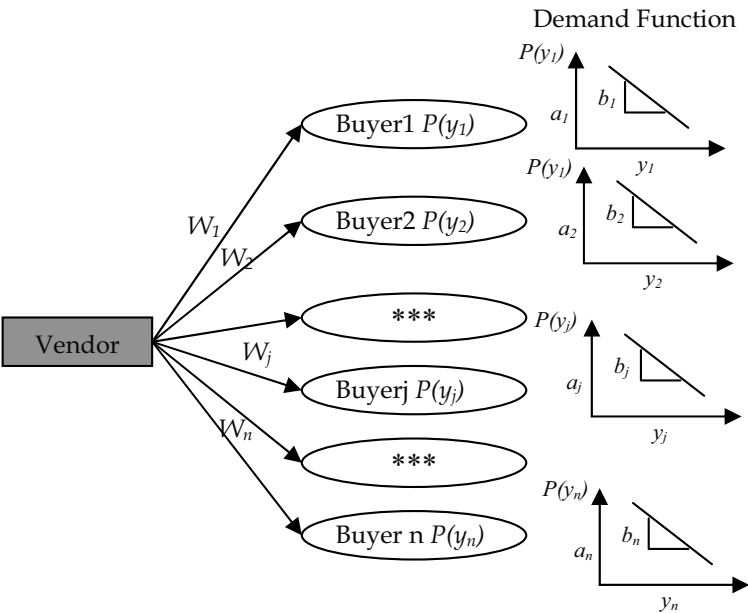 Demand Function
P(y₁)
b₁
a₁
y₁
Buyer1 P(y₁)
P(y₁)
b₂
a₂
y₂
Buyer2 P(y₂)
W₁
W₂
***
Vendor
P(yⱼ)
bⱼ
aⱼ
yⱼ
Wⱼ
Buyerj P(yⱼ)
Wₙ
***
P(yₙ)
bₙ
aₙ
yₙ
Buyer n P(yₙ)